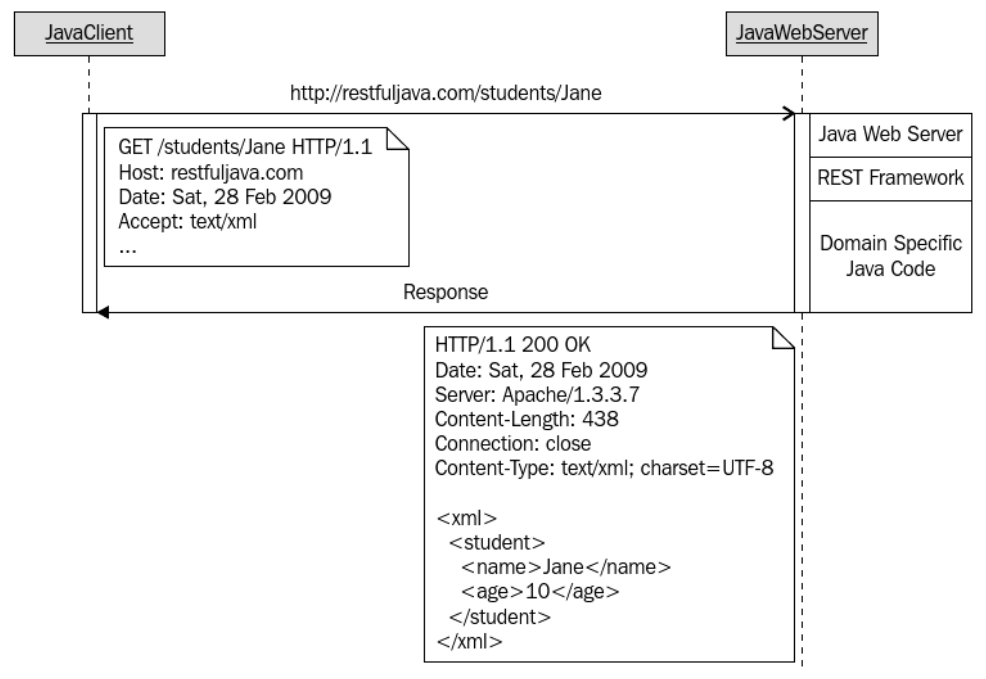 JavaClient
JavaWebServer
http://restfuljava.com/students/Jane
GET /students/Jane HTTP/1.1
Host: restfuljava.com
Date: Sat, 28 Feb 2009
Accept: text/xml
...
Java Web Server
REST Framework
Domain Specific
Java Code
Response
HTTP/1.1 200 OK
Date: Sat, 28 Feb 2009
Server: Apache/1.3.3.7
Content-Length: 438
Connection: close
Content-Type: text/xml; charset=UTF-8
<xml>
<student>
<name>Jane</name>
<age>10</age>
</student>
</xml>